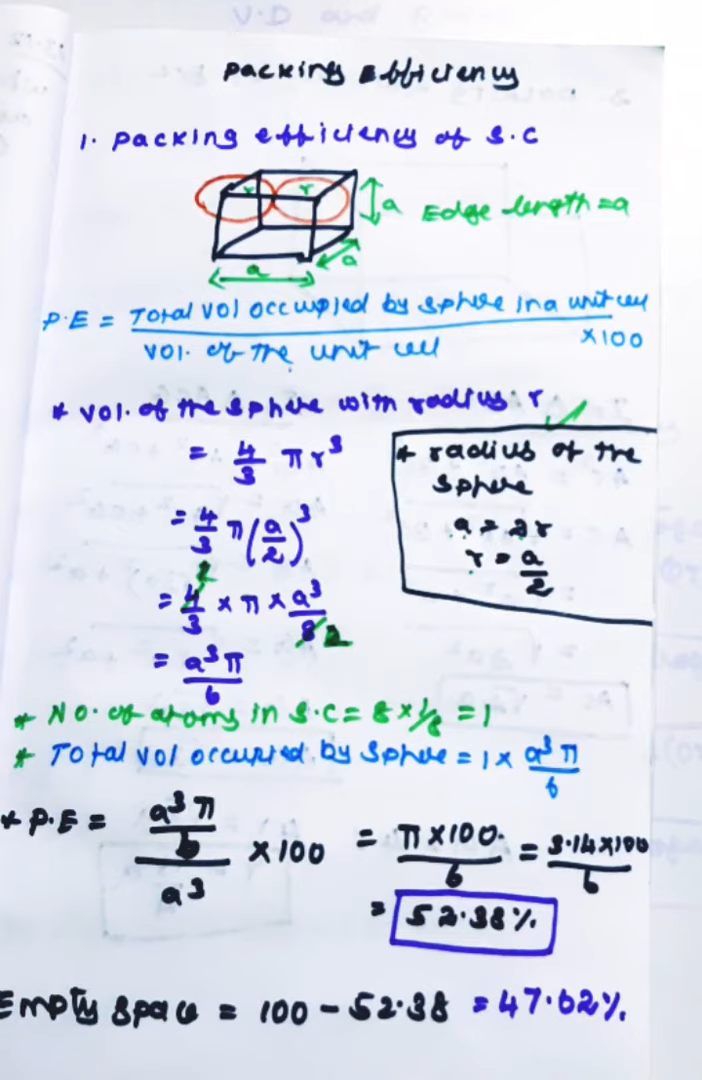 Packing Efficiency
1. Packing efficiency of S.C
r r
a Edge length = a
a
a
P.E = Total vol occupied by sphere in a unit cell
vol. of the unit cell ×100
* vol. of the sphere with radius r
= 4/3 π r³
= 4/3 π (a/2)³
= 4/3 × π × a³/8 2
= a³π/6
* radius of the
sphere
a = 2r
r = a/2
* No. of atoms in S.C = 8 × 1/8 = 1
* Total vol occupied by sphere = 1 × a³π/6
* P.E = a³π/6 / a³ ×100 = π×100/6 = 3.14×100/6
= 52.38%
Empty space = 100 - 52.38 = 47.62%